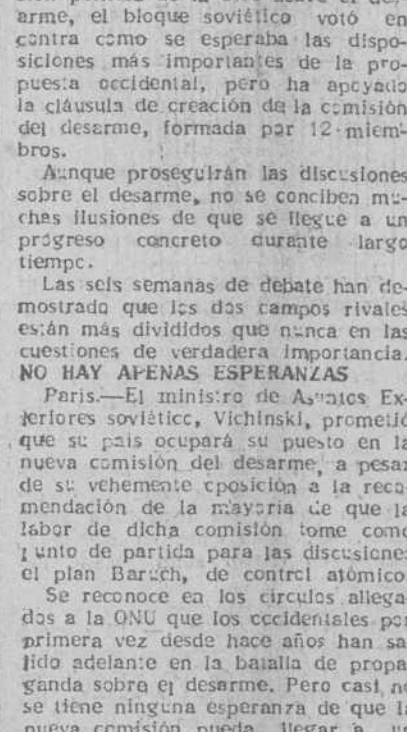 arme, el bloque soviético votó en
contra como se esperaba las dispo-
siciones más importantes de la pro-
puesta occidental, pero ha apoyado
la cláusula de creación de la comisión
del desarme, formada por 12 miem-
bros.
Aunque proseguirán las discusiones
sobre el desarme, no se conciben mu-
chas ilusiones de que se llegue a un
progreso concreto durante largo
tiempo.
Las seis semanas de debate han de-
mostrado que los dos campos rivales
están más divididos que nunca en las
cuestiones de verdadera importancia.
NO HAY APENAS ESPERANZAS
París.—El ministro de Asuntos Ex-
teriores soviético, Vichinski, prometió
que su país ocupará su puesto en la
nueva comisión del desarme, a pesar
de su vehemente oposición a la reco-
mendación de la mayoría de que la
labor de dicha comisión tome como
punto de partida para las discusiones
el plan Baruch, de control atómico.
Se reconoce en los círculos allega-
dos a la ONU que los occidentales por
primera vez desde hace años han sa-
lido adelante en la batalla de propa-
ganda sobre el desarme. Pero casi no
se tiene ninguna esperanza de que la
nueva comisión pueda llegar a un